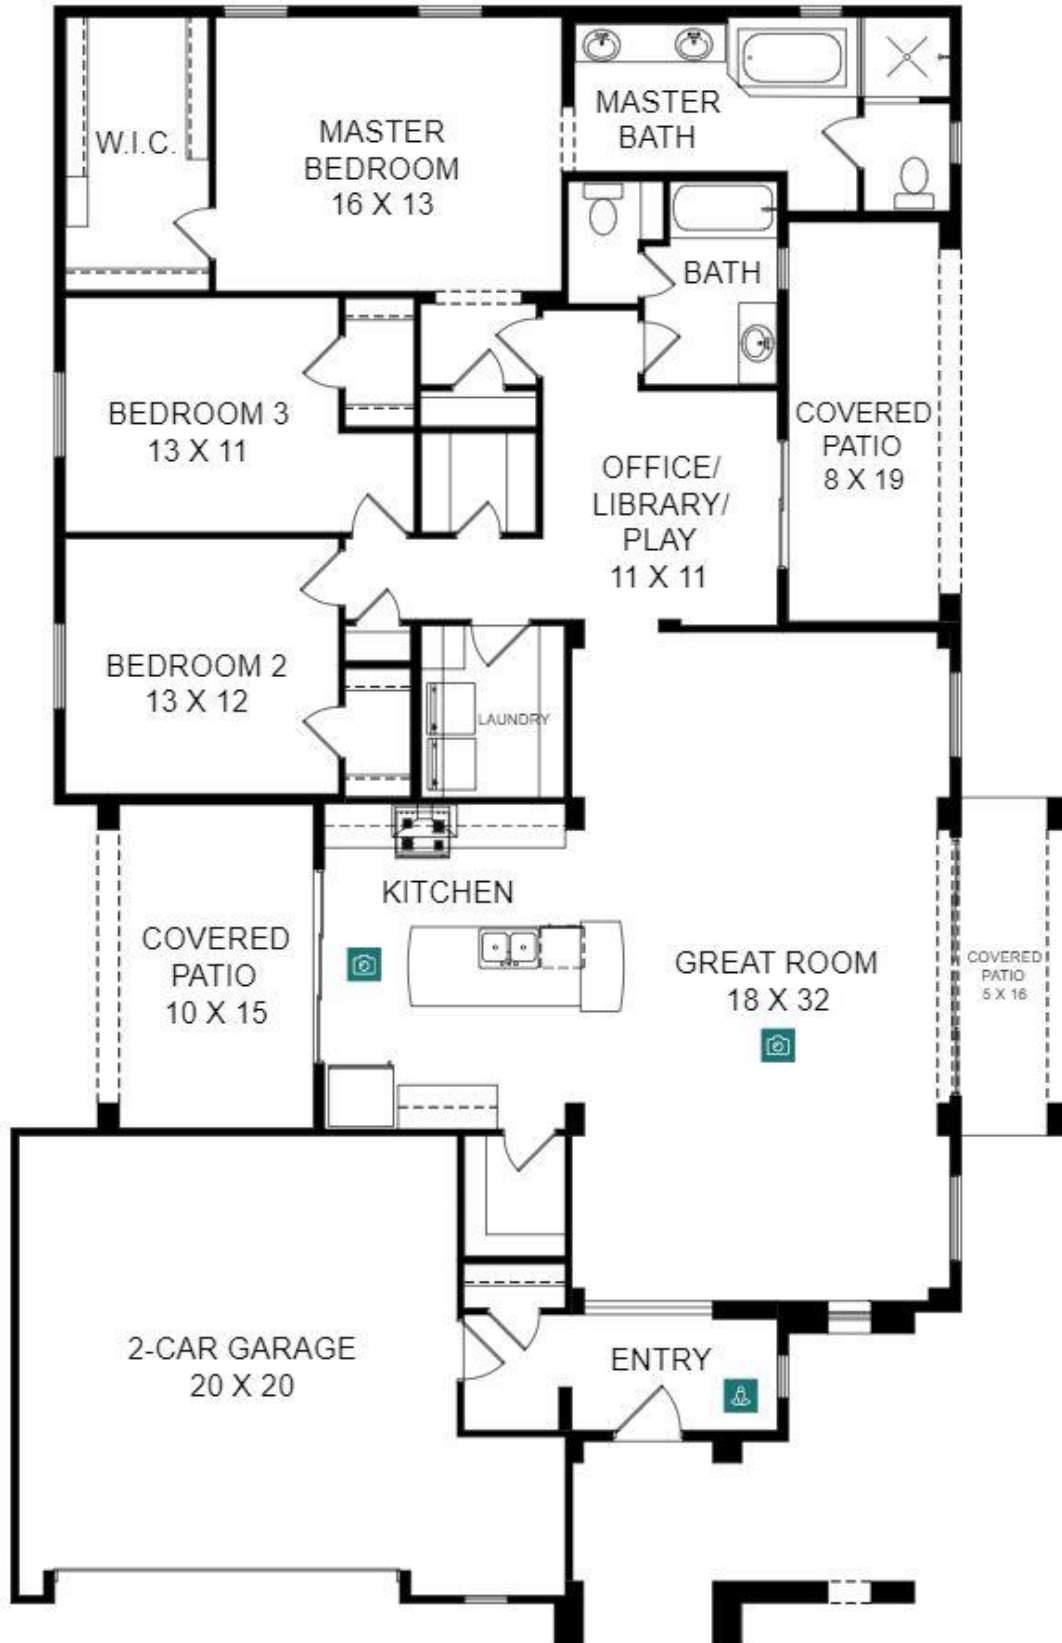 W.I.C.
MASTER
BEDROOM
16 X 13
MASTER
BATH
BATH
BEDROOM 3
13 X 11
OFFICE/
LIBRARY/
PLAY
11 X 11
COVERED
PATIO
8 X 19
BEDROOM 2
13 X 12
LAUNDRY
KITCHEN
COVERED
PATIO
10 X 15
GREAT ROOM
18 X 32
COVERED
PATIO
5 X 16
2-CAR GARAGE
20 X 20
ENTRY